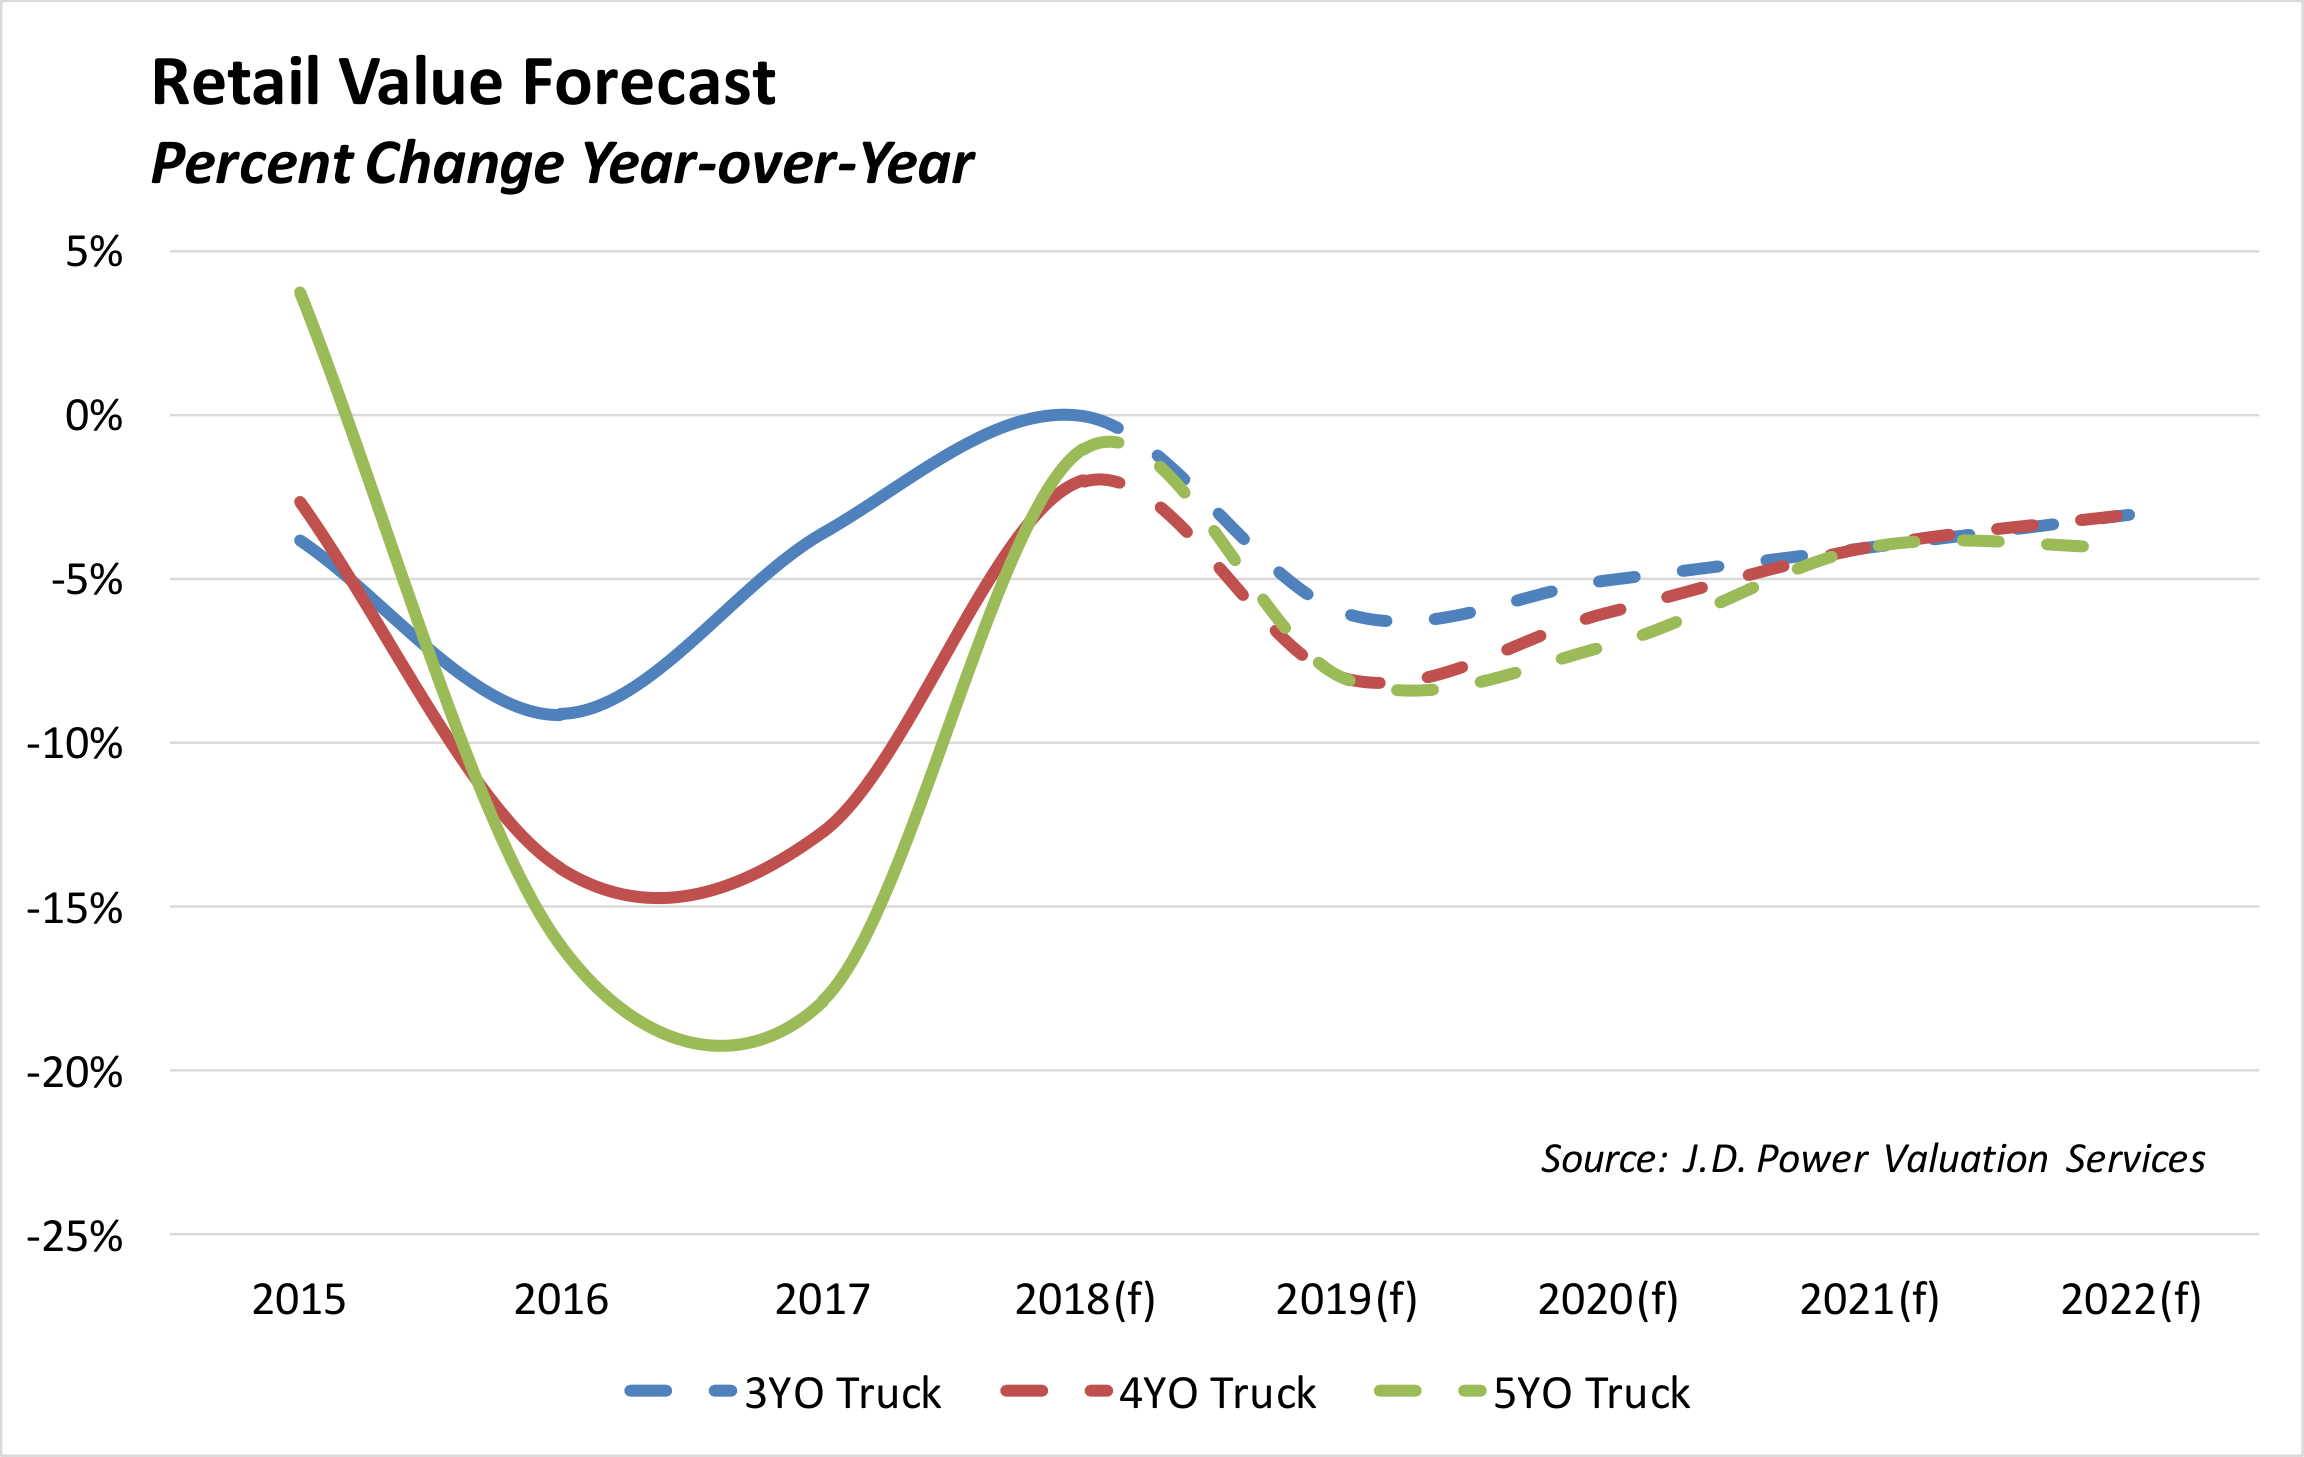 Retail Value Forecast
Percent Change Year-over-Year
5%
0%
-5%
-10%
-15%
-20%
-25%
Source: J.D. Power Valuation Services
2015 2016 2017 2018(f) 2019(f) 2020(f) 2021(f) 2022(f)
3YO Truck 4YO Truck 5YO Truck